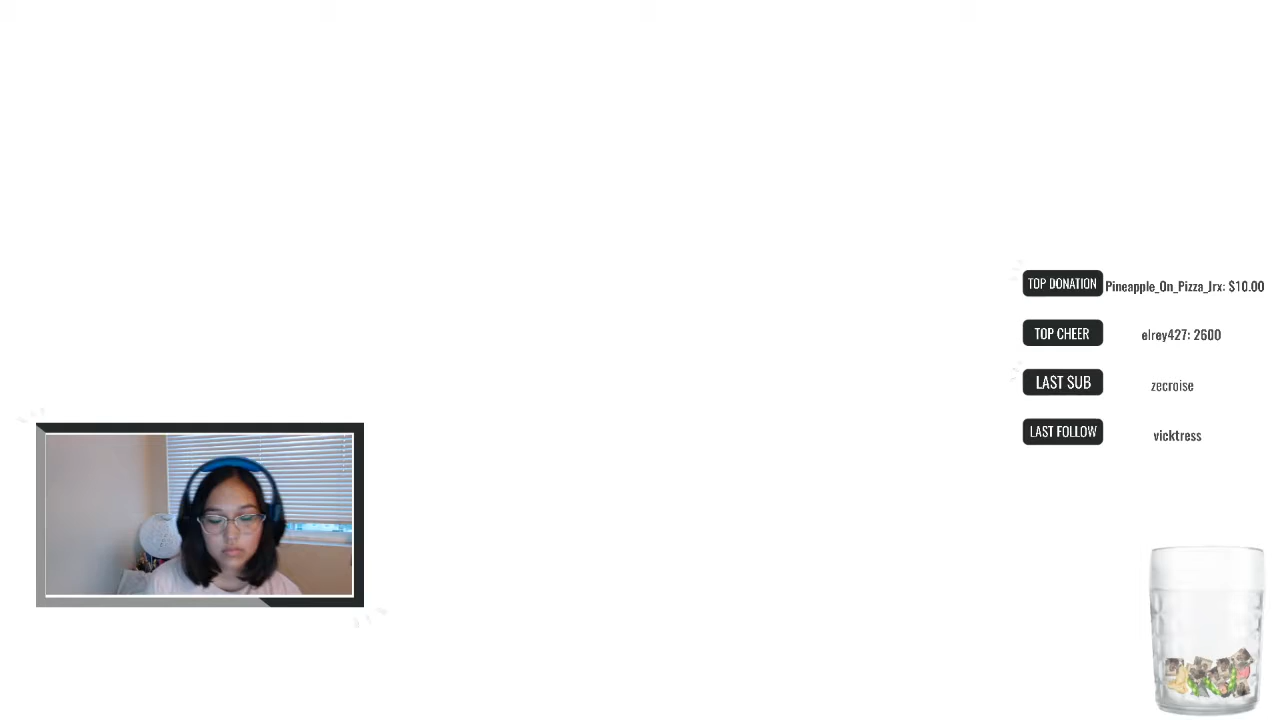 TOP DONATION Pineapple_On_Pizza_Jrx: $10.00
TOP CHEER elrey427: 2600
LAST SUB zecroise
LAST FOLLOW vicktress